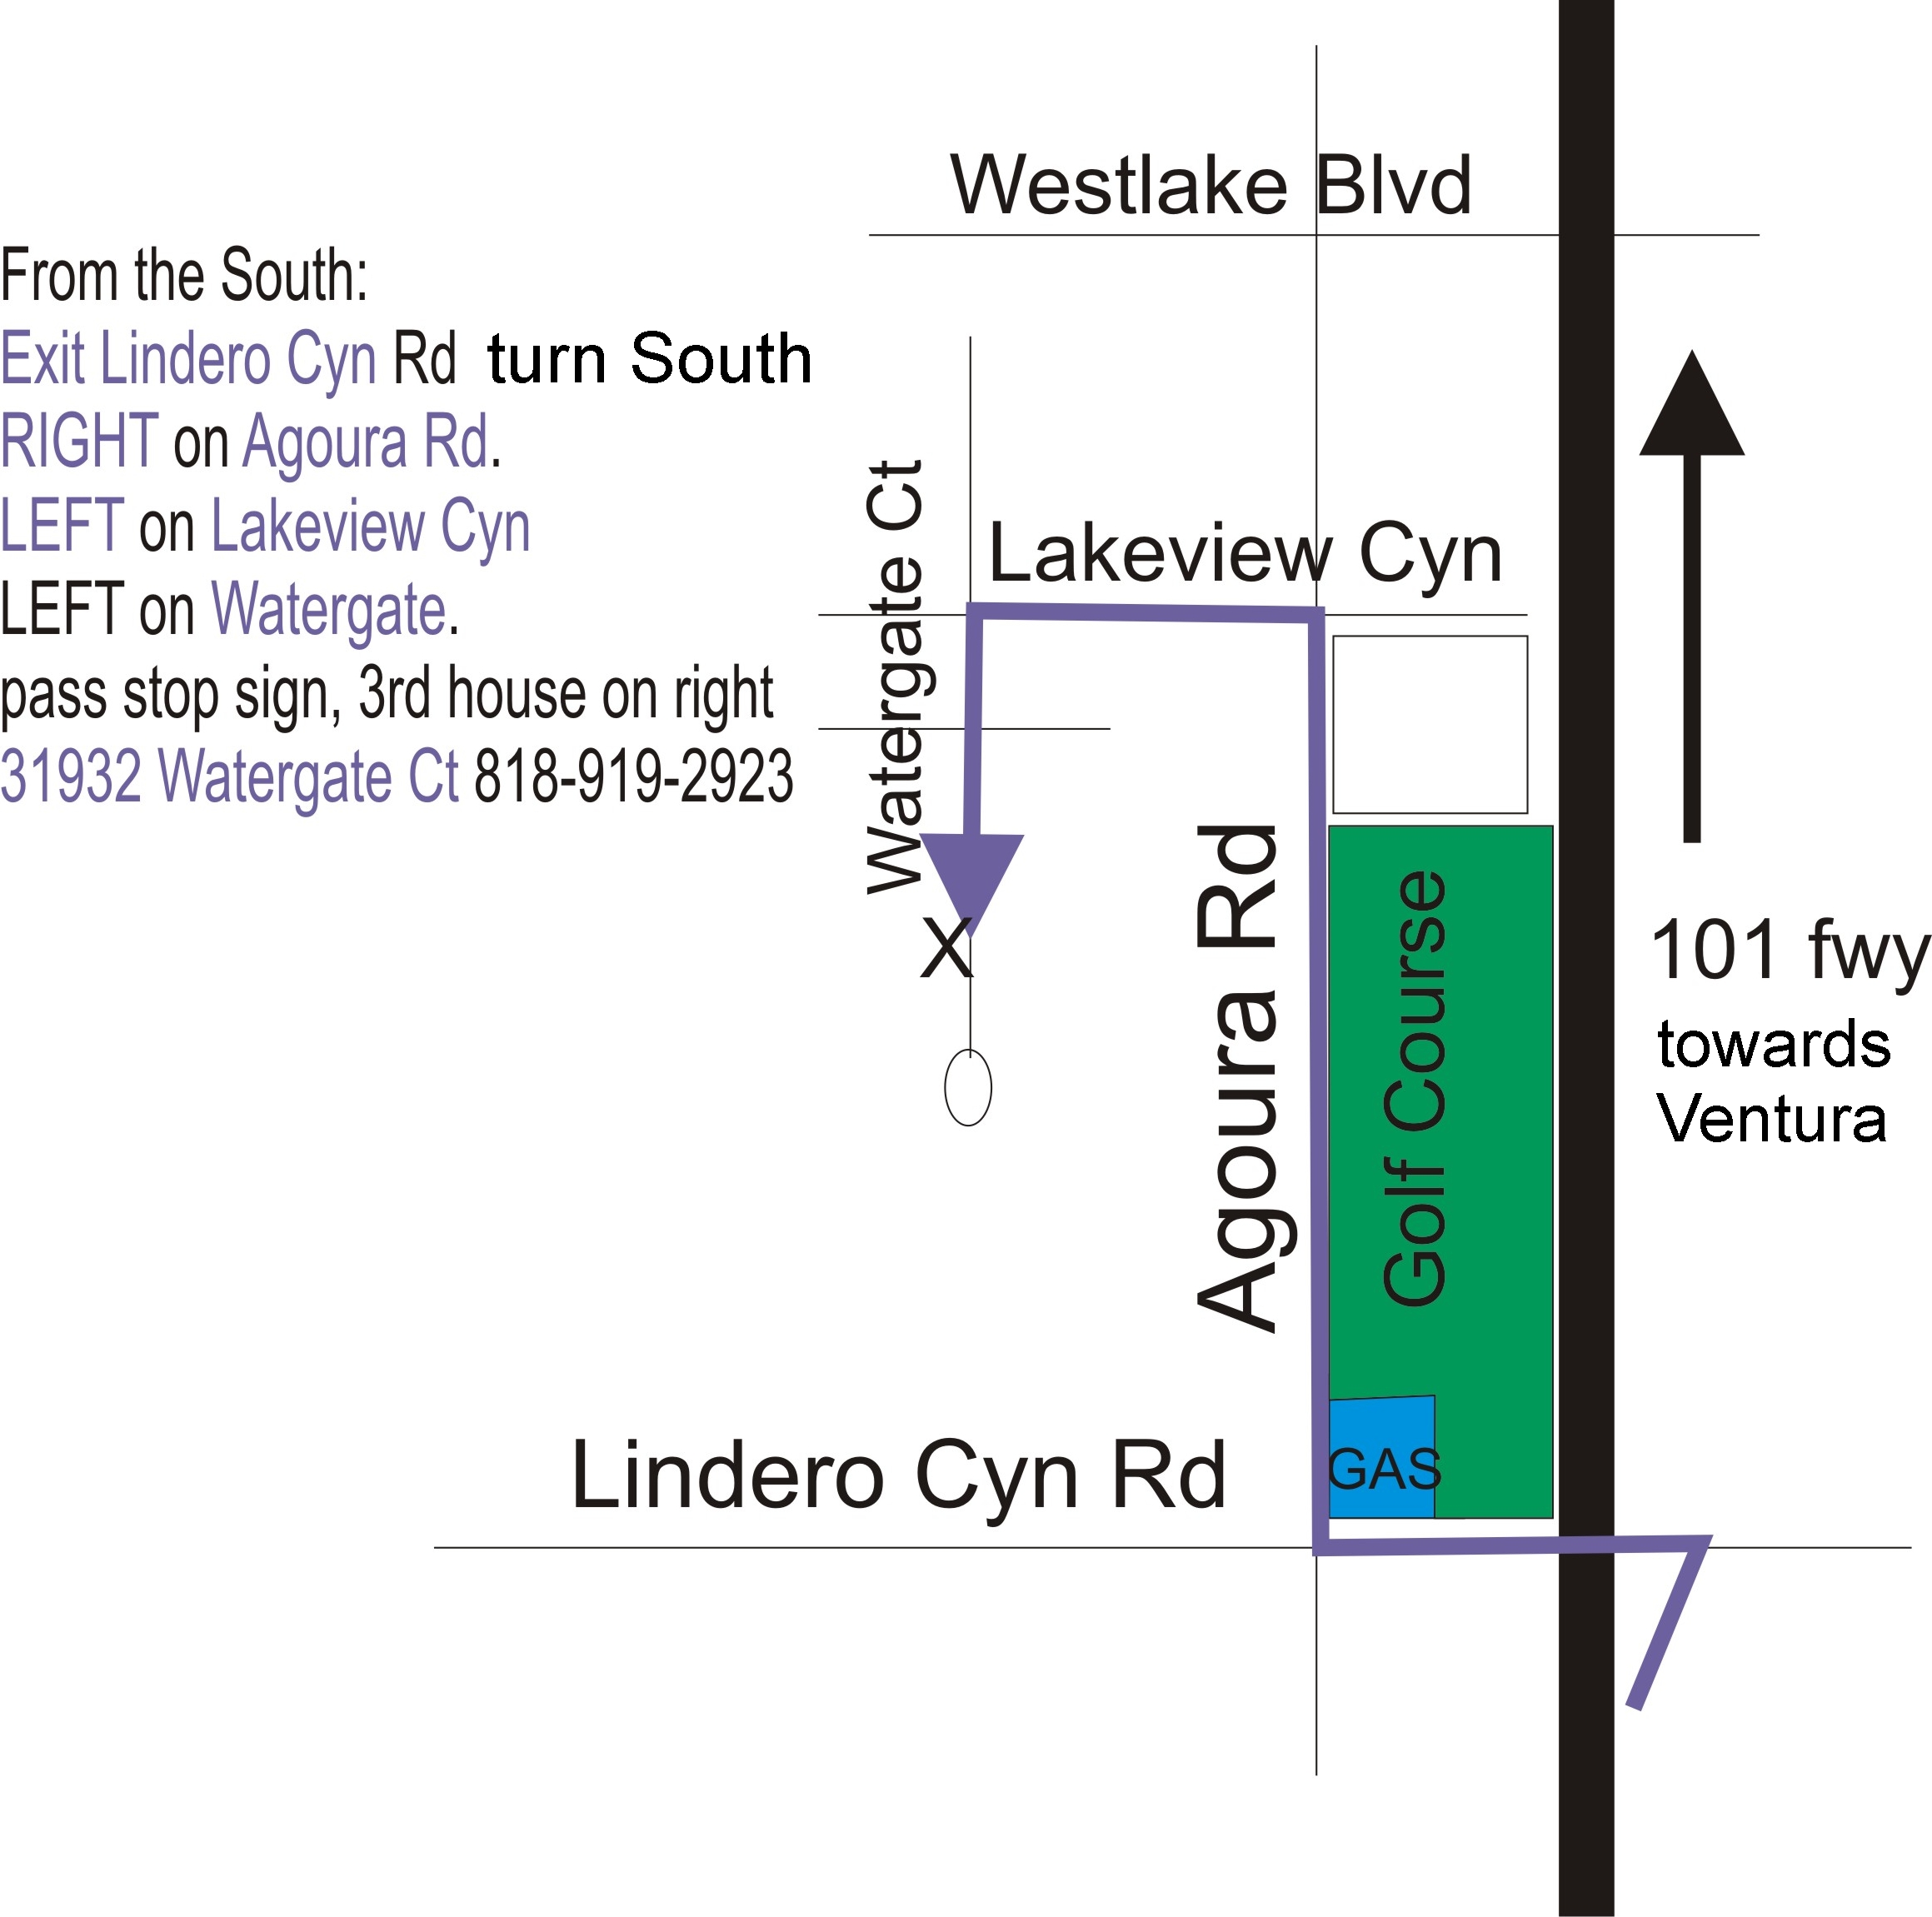 Westlake Blvd
From the South:
Exit Lindero Cyn Rd turn South
RIGHT on Agoura Rd.
LEFT on Lakeview Cyn
LEFT on Watergate.
pass stop sign, 3rd house on right
31932 Watergate Ct 818-919-2923
Watergate Ct
Lakeview Cyn
X
Agoura Rd
Golf Course
101 fwy
towards
Ventura
GAS
Lindero Cyn Rd